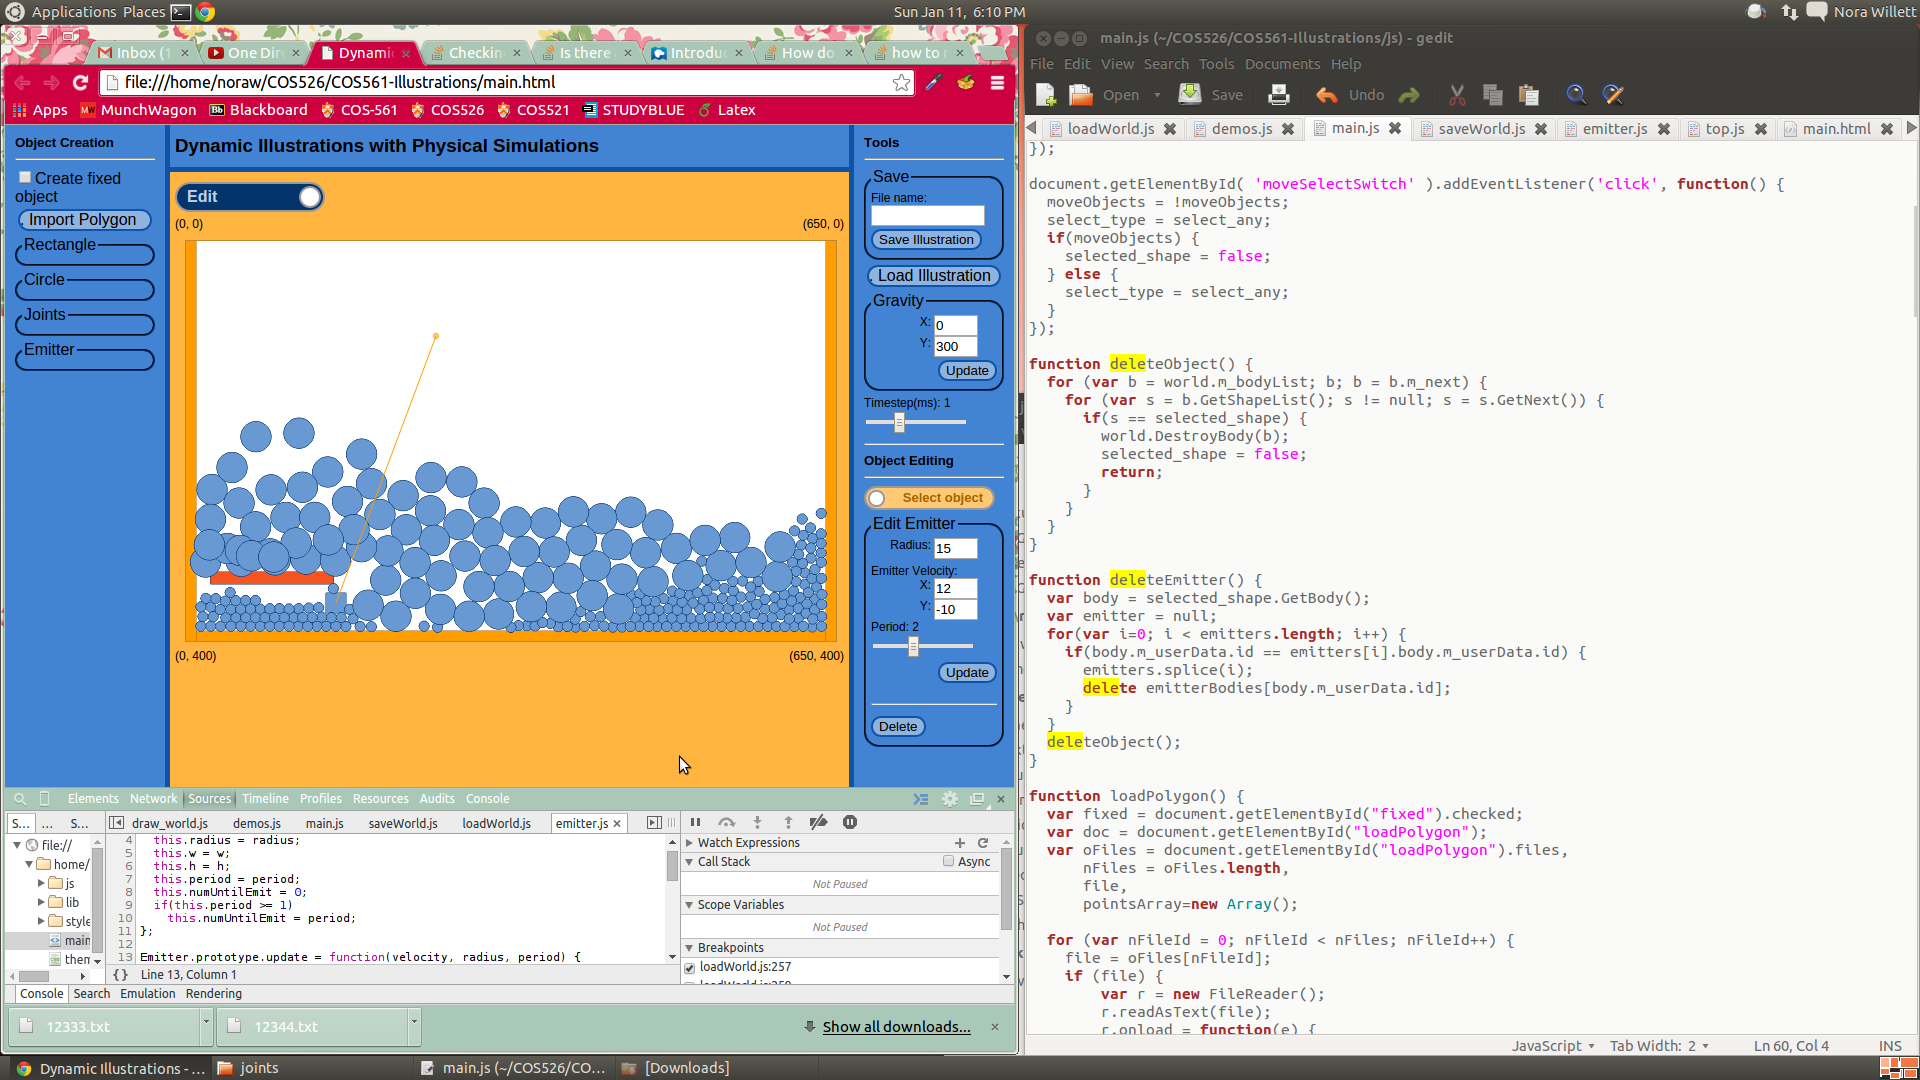 Applications Places
Sun Jan 11, 6:10 PM
Nora Willett
Inbox (1
One Dire
Dynamic
Checkin
Is there
Introdu
How do
how to r
file:///home/noraw/COS526/COS561-Illustrations/main.html
Apps
MunchWagon
Blackboard
COS-561
COS526
COS521
STUDYBLUE
Latex
Object Creation
Create fixed
object
Import Polygon
Rectangle
Circle
Joints
Emitter
Dynamic Illustrations with Physical Simulations
Edit
(0, 0)
(650, 0)
(0, 400)
(650, 400)
Tools
Save
File name:
Save Illustration
Load Illustration
Gravity
X: 0
Y: 300
Update
Timestep(ms): 1
Object Editing
Select object
Edit Emitter
Radius: 15
Emitter Velocity:
X: 12
Y: -10
Period: 2
Update
Delete
Elements Network Sources Timeline Profiles Resources Audits Console
S... ... S...
draw_world.js demos.js main.js saveWorld.js loadWorld.js emitter.js
file://
home/
js
lib
style
main
them
4 this.radius = radius;
5 this.w = w;
6 this.h = h;
7 this.period = period;
8 this.numUntilEmit = 0;
9 if(this.period >= 1)
10 this.numUntilEmit = period;
11 };
12
13 Emitter.prototype.update = function(velocity, radius, period) {
{} Line 13, Column 1
Watch Expressions
Call Stack Async
Not Paused
Scope Variables
Not Paused
Breakpoints
loadWorld.js:257
Console Search Emulation Rendering
12333.txt
12344.txt
Show all downloads...
main.js (~/COS526/COS561-Illustrations/js) - gedit
File Edit View Search Tools Documents Help
Open Save Undo
loadWorld.js demos.js main.js saveWorld.js emitter.js top.js main.html
});
document.getElementById( 'moveSelectSwitch' ).addEventListener('click', function() {
moveObjects = !moveObjects;
select_type = select_any;
if(moveObjects) {
selected_shape = false;
} else {
select_type = select_any;
}
});
function deleteObject() {
for (var b = world.m_bodyList; b; b = b.m_next) {
for (var s = b.GetShapeList(); s != null; s = s.GetNext()) {
if(s == selected_shape) {
world.DestroyBody(b);
selected_shape = false;
return;
}
}
}
}
function deleteEmitter() {
var body = selected_shape.GetBody();
var emitter = null;
for(var i=0; i < emitters.length; i++) {
if(body.m_userData.id == emitters[i].body.m_userData.id) {
emitters.splice(i);
delete emitterBodies[body.m_userData.id];
}
}
deleteObject();
}
function loadPolygon() {
var fixed = document.getElementById("fixed").checked;
var doc = document.getElementById("loadPolygon");
var oFiles = document.getElementById("loadPolygon").files,
nFiles = oFiles.length,
file,
pointsArray=new Array();
for (var nFileId = 0; nFileId < nFiles; nFileId++) {
file = oFiles[nFileId];
if (file) {
var r = new FileReader();
r.readAsText(file);
r.onload = function(e) {
JavaScript Tab Width: 2 Ln 60, Col 4 INS
Dynamic Illustrations - ...
joints
main.js (~/COS526/CO...
[Downloads]